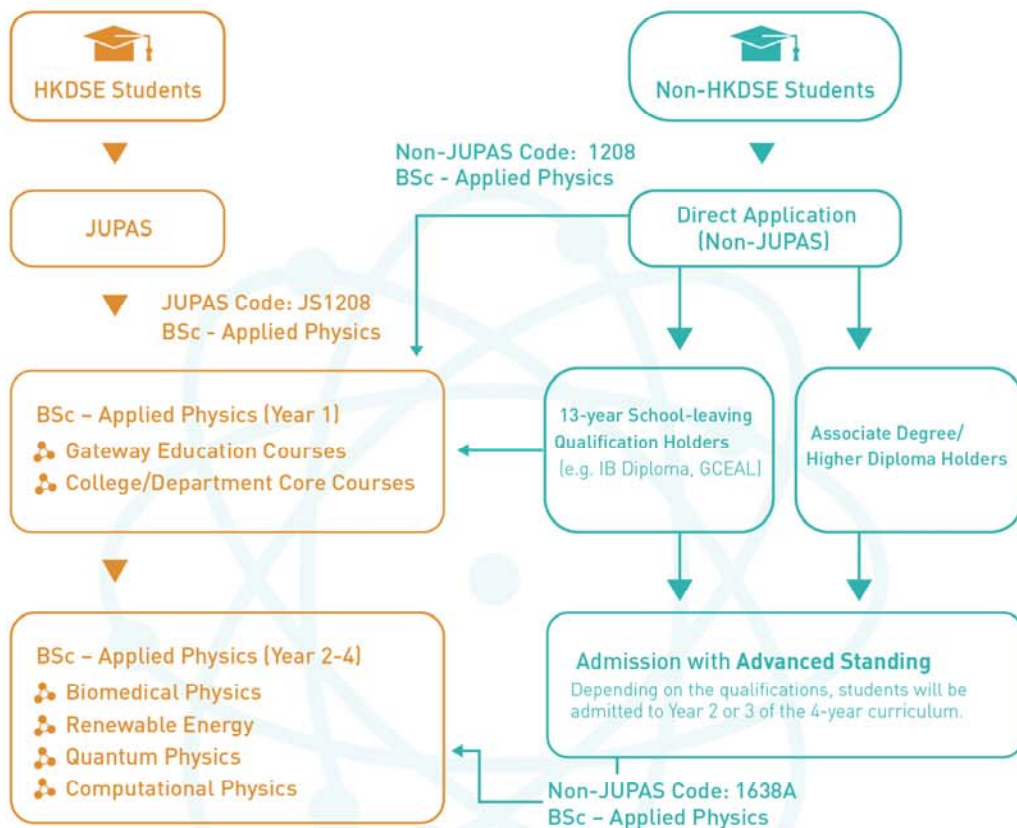 HKDSE Students
Non-HKDSE Students
JUPAS
Non-JUPAS Code: 1208
BSc - Applied Physics
Direct Application
(Non-JUPAS)
JUPAS Code: JS1208
BSc - Applied Physics
BSc – Applied Physics (Year 1)
Gateway Education Courses
College/Department Core Courses
13-year School-leaving
Qualification Holders
(e.g. IB Diploma, GCEAL)
Associate Degree/
Higher Diploma Holders
BSc – Applied Physics (Year 2-4)
Biomedical Physics
Renewable Energy
Quantum Physics
Computational Physics
Admission with Advanced Standing
Depending on the qualifications, students will be
admitted to Year 2 or 3 of the 4-year curriculum.
Non-JUPAS Code: 1638A
BSc – Applied Physics